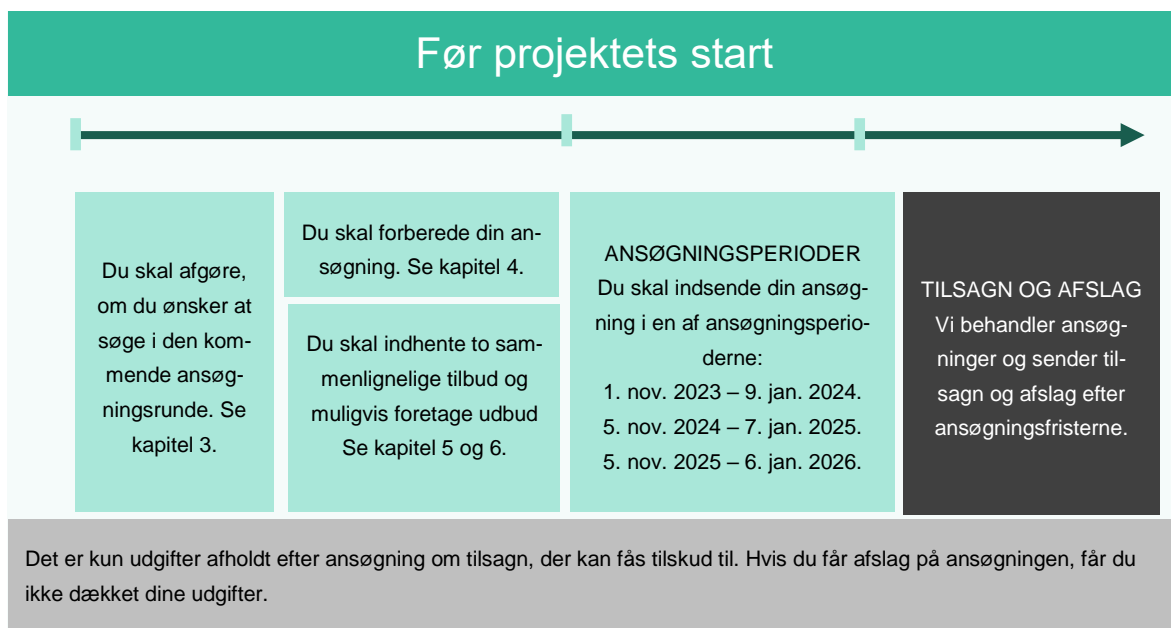 Før projektets start
Du skal afgøre,
om du ønsker at
søge i den kom-
mende ansøg-
ningsrunde. Se
kapitel 3.
Du skal forberede din an-
søgning. Se kapitel 4.
Du skal indhente to sam-
menlignelige tilbud og
muligvis foretage udbud
Se kapitel 5 og 6.
ANSØGNINGSPERIODER
Du skal indsende din ansøg-
ning i en af ansøgningsperio-
derne:
1. nov. 2023 – 9. jan. 2024.
5. nov. 2024 – 7. jan. 2025.
5. nov. 2025 – 6. jan. 2026.
TILSAGN OG AFSLAG
Vi behandler ansøg-
ninger og sender til-
sagn og afslag efter
ansøgningsfristerne.
Det er kun udgifter afholdt efter ansøgning om tilsagn, der kan fås tilskud til. Hvis du får afslag på ansøgningen, får du
ikke dækket dine udgifter.